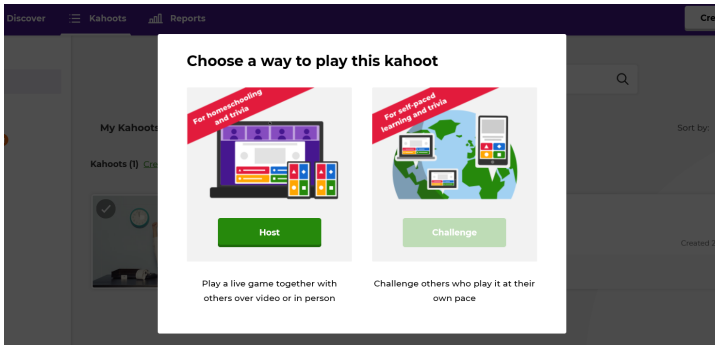 Discover
Kahoots
Reports
Cre
Choose a way to play this kahoot
For homeschooling
and trivia
For self-paced
learning and trivia
My Kahoots
Sort by:
Kahoots (1) Cre
Host
Challenge
Created 2
Play a live game together with
others over video or in person
Challenge others who play it at their
own pace